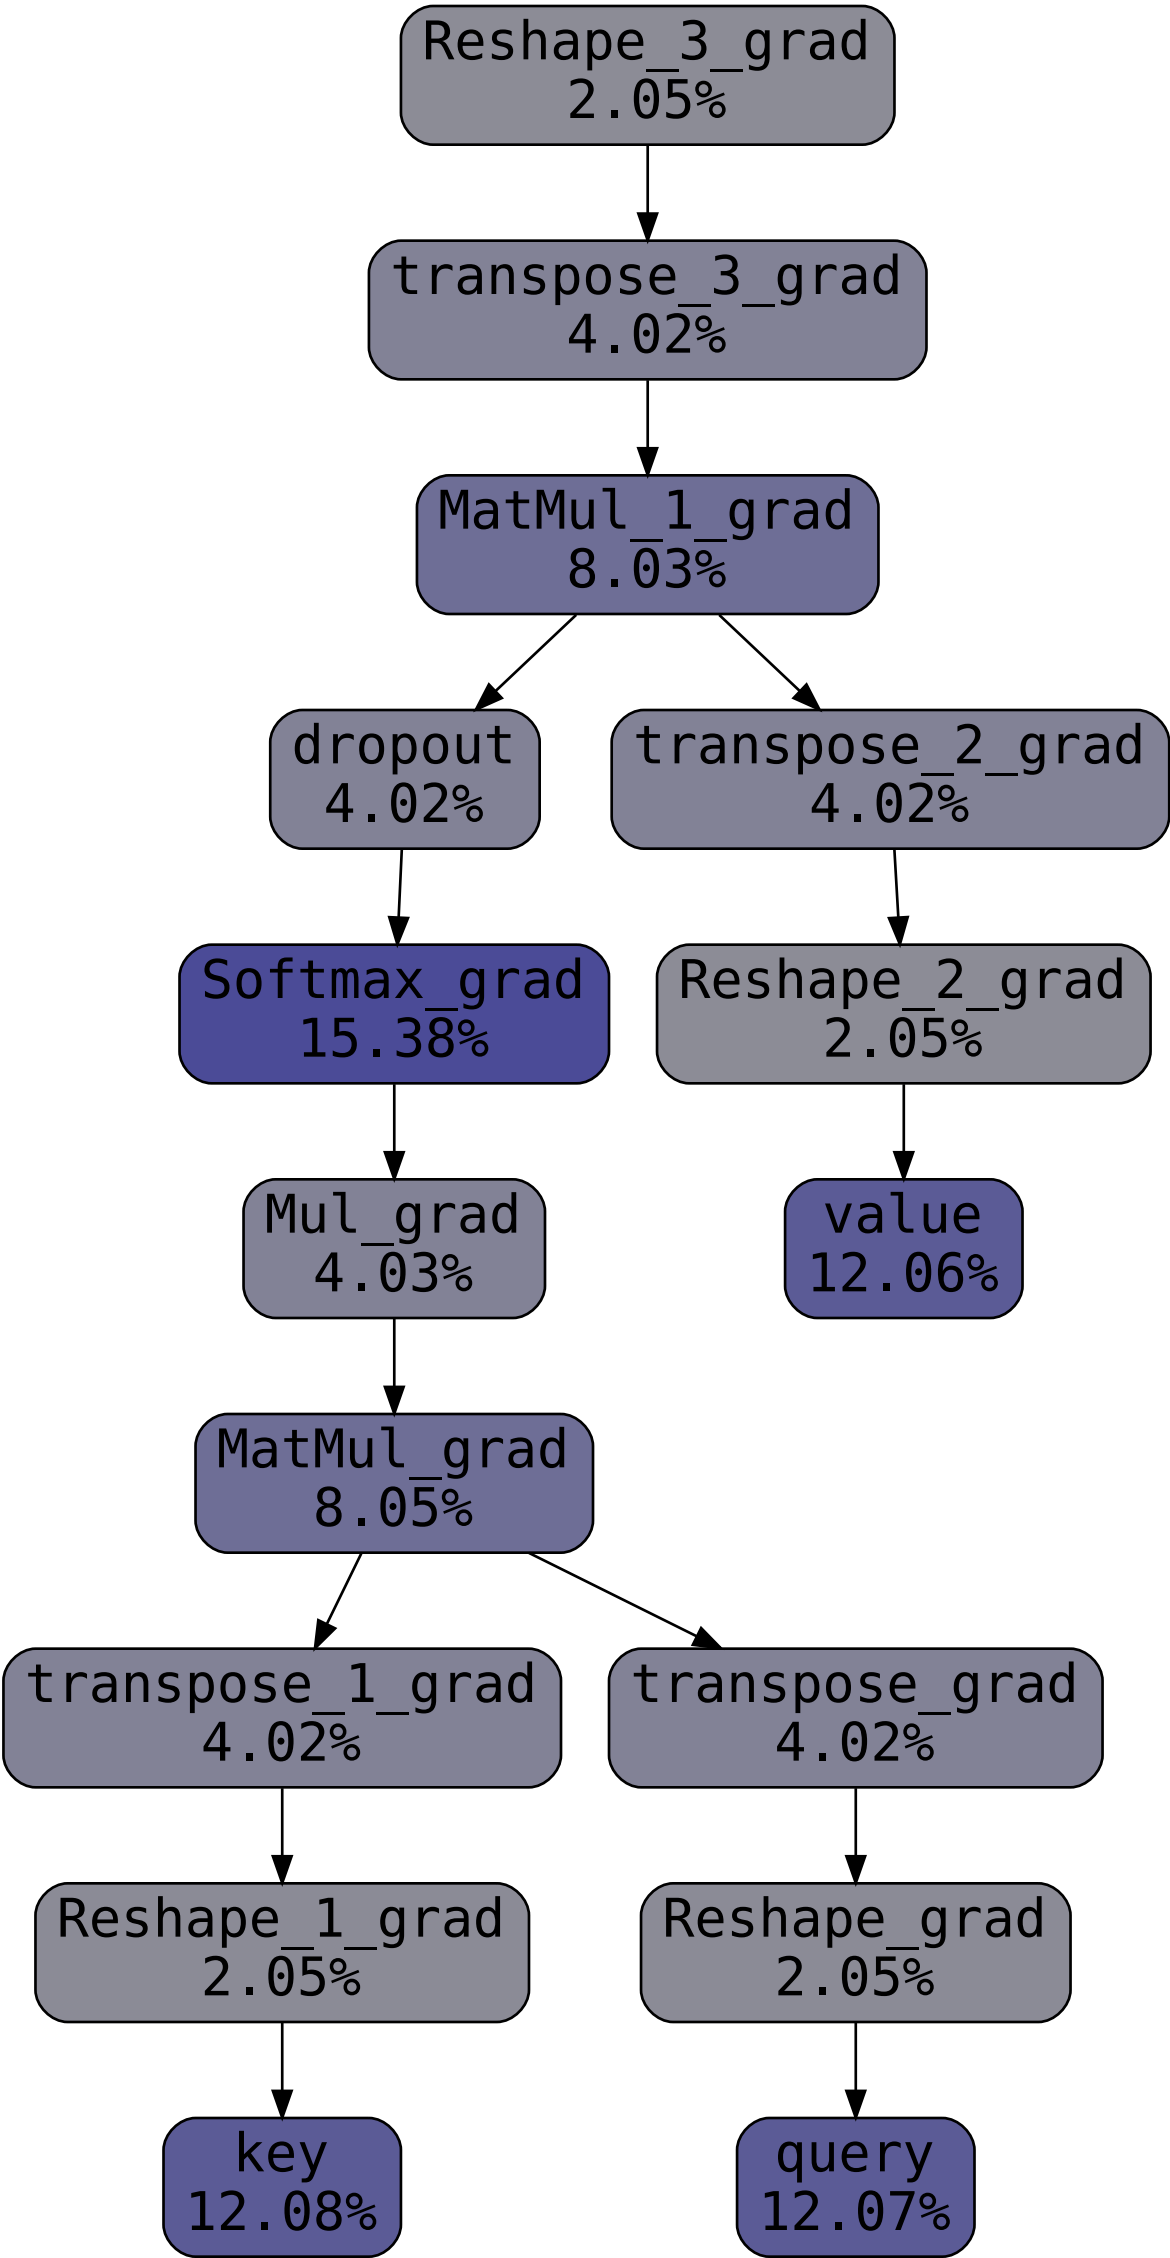 Reshape_3_grad
2.05%
transpose_3_grad
4.02%
MatMul_1_grad
8.03%
dropout
4.02%
transpose_2_grad
4.02%
Softmax_grad
15.38%
Reshape_2_grad
2.05%
Mul_grad
4.03%
value
12.06%
MatMul_grad
8.05%
transpose_1_grad
4.02%
transpose_grad
4.02%
Reshape_1_grad
2.05%
Reshape_grad
2.05%
key
12.08%
query
12.07%